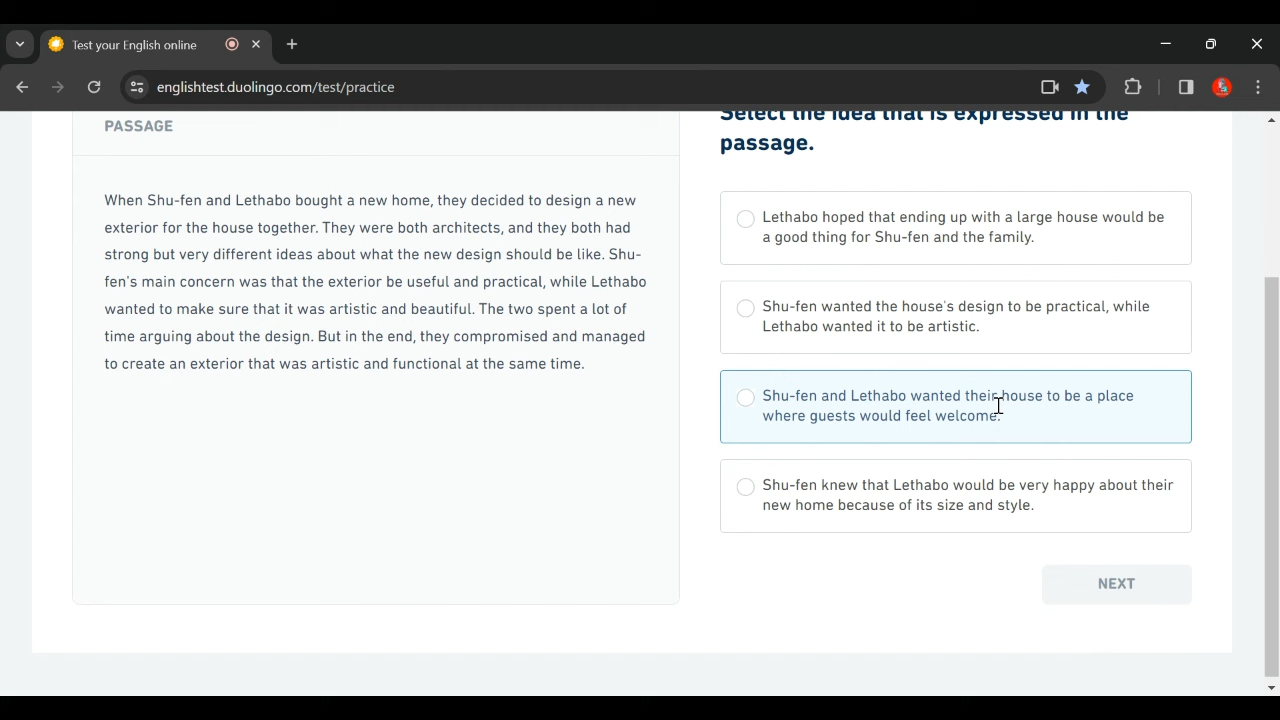 Test your English online
englishtest.duolingo.com/test/practice
PASSAGE
When Shu-fen and Lethabo bought a new home, they decided to design a new
exterior for the house together. They were both architects, and they both had
strong but very different ideas about what the new design should be like. Shu-
fen's main concern was that the exterior be useful and practical, while Lethabo
wanted to make sure that it was artistic and beautiful. The two spent a lot of
time arguing about the design. But in the end, they compromised and managed
to create an exterior that was artistic and functional at the same time.
Select the idea that is expressed in the
passage.
Lethabo hoped that ending up with a large house would be
a good thing for Shu-fen and the family.
Shu-fen wanted the house's design to be practical, while
Lethabo wanted it to be artistic.
Shu-fen and Lethabo wanted their house to be a place
where guests would feel welcome.
Shu-fen knew that Lethabo would be very happy about their
new home because of its size and style.
NEXT